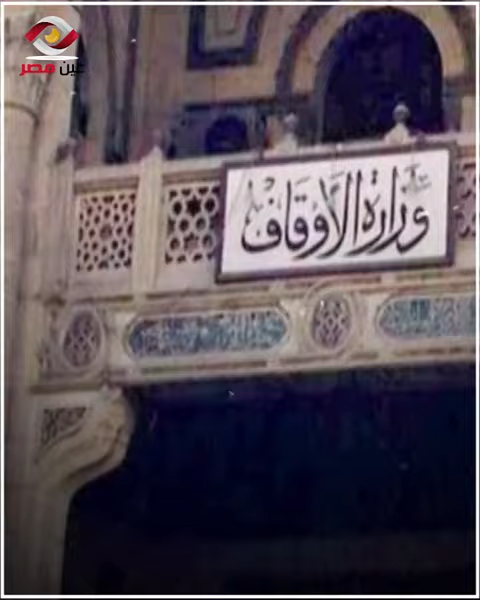 عين مصر
وزارة الأوقاف